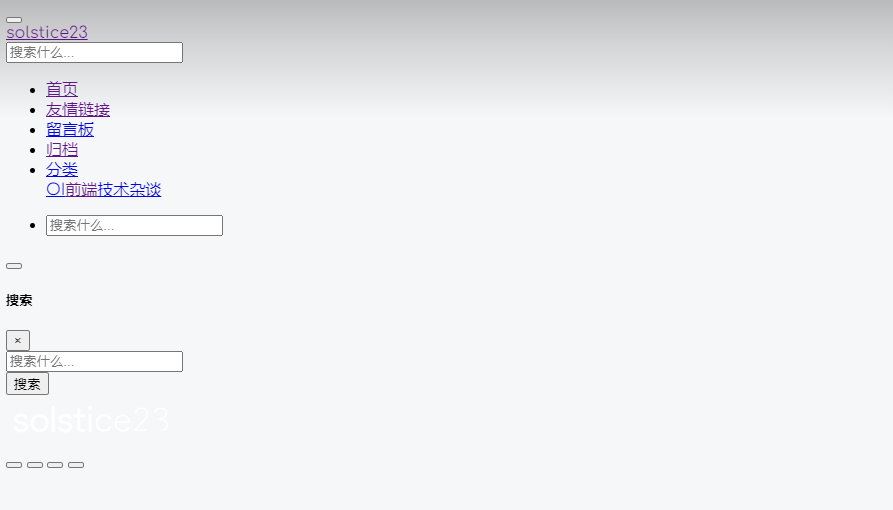 solstice23
搜索什么...
首页
友情链接
留言板
归档
分类
OI前端技术杂谈
搜索什么...
搜索
×
搜索什么...
搜索
solstice23